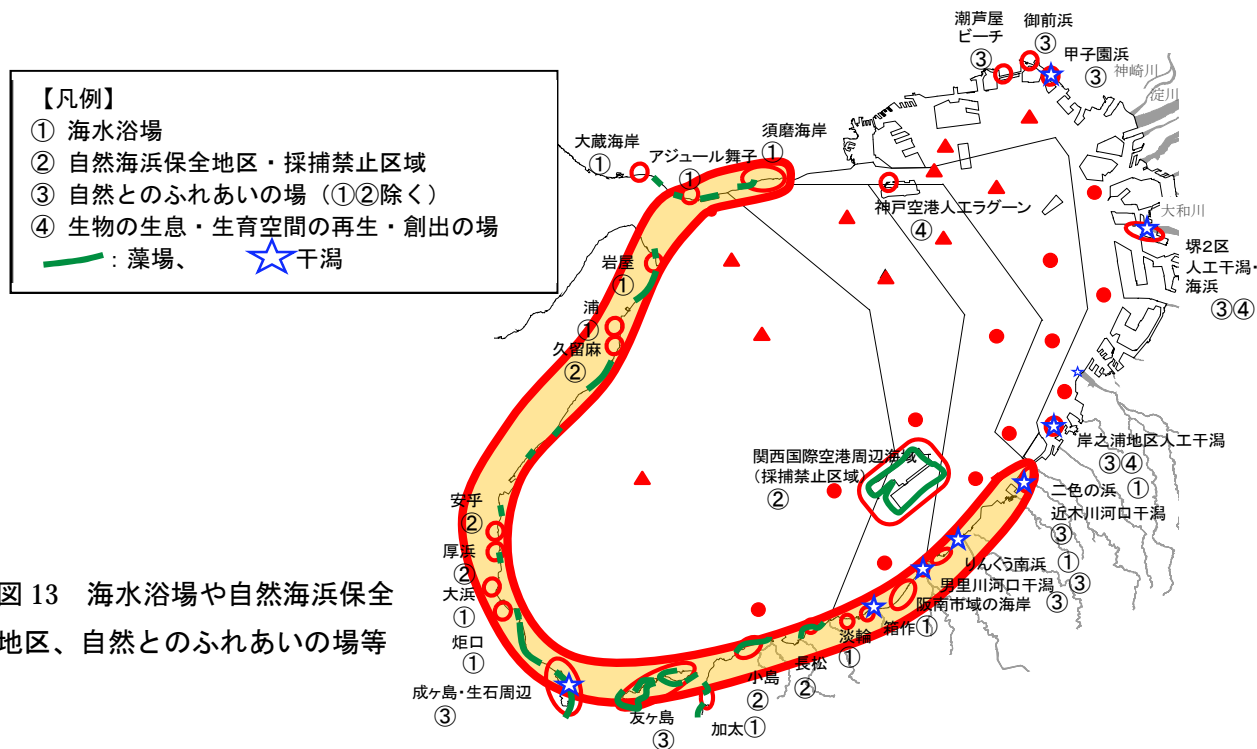 【凡例】
① 海水浴場
② 自然海浜保全地区・採捕禁止区域
③ 自然とのふれあいの場（①②除く）
④ 生物の生息・生育空間の再生・創出の場
：藻場、 干潟
潮芦屋
ビーチ
③
御前浜
③
甲子園浜
③
神崎川
淀川
大蔵海岸
①
アジュール舞子
①
須磨海岸
①
神戸空港人工ラグーン
④
大和川
堺2区
人工干潟・
海浜
③④
岩屋
①
浦
①
久留麻
②
関西国際空港周辺海域
（採捕禁止区域）
②
岸之浦地区人工干潟
③④
①
二色の浜
近木川河口干潟
③
りんくう南浜
①
③
男里川河口干潟
③
③
阪南市域の海岸
箱作①
淡輪
①
長松
②
小島
②
加太①
友ヶ島
③
安乎
②
厚浜
②
大浜
①
炬口
①
成ヶ島・生石周辺
③
図 13 海水浴場や自然海浜保全
地区、自然とのふれあいの場等